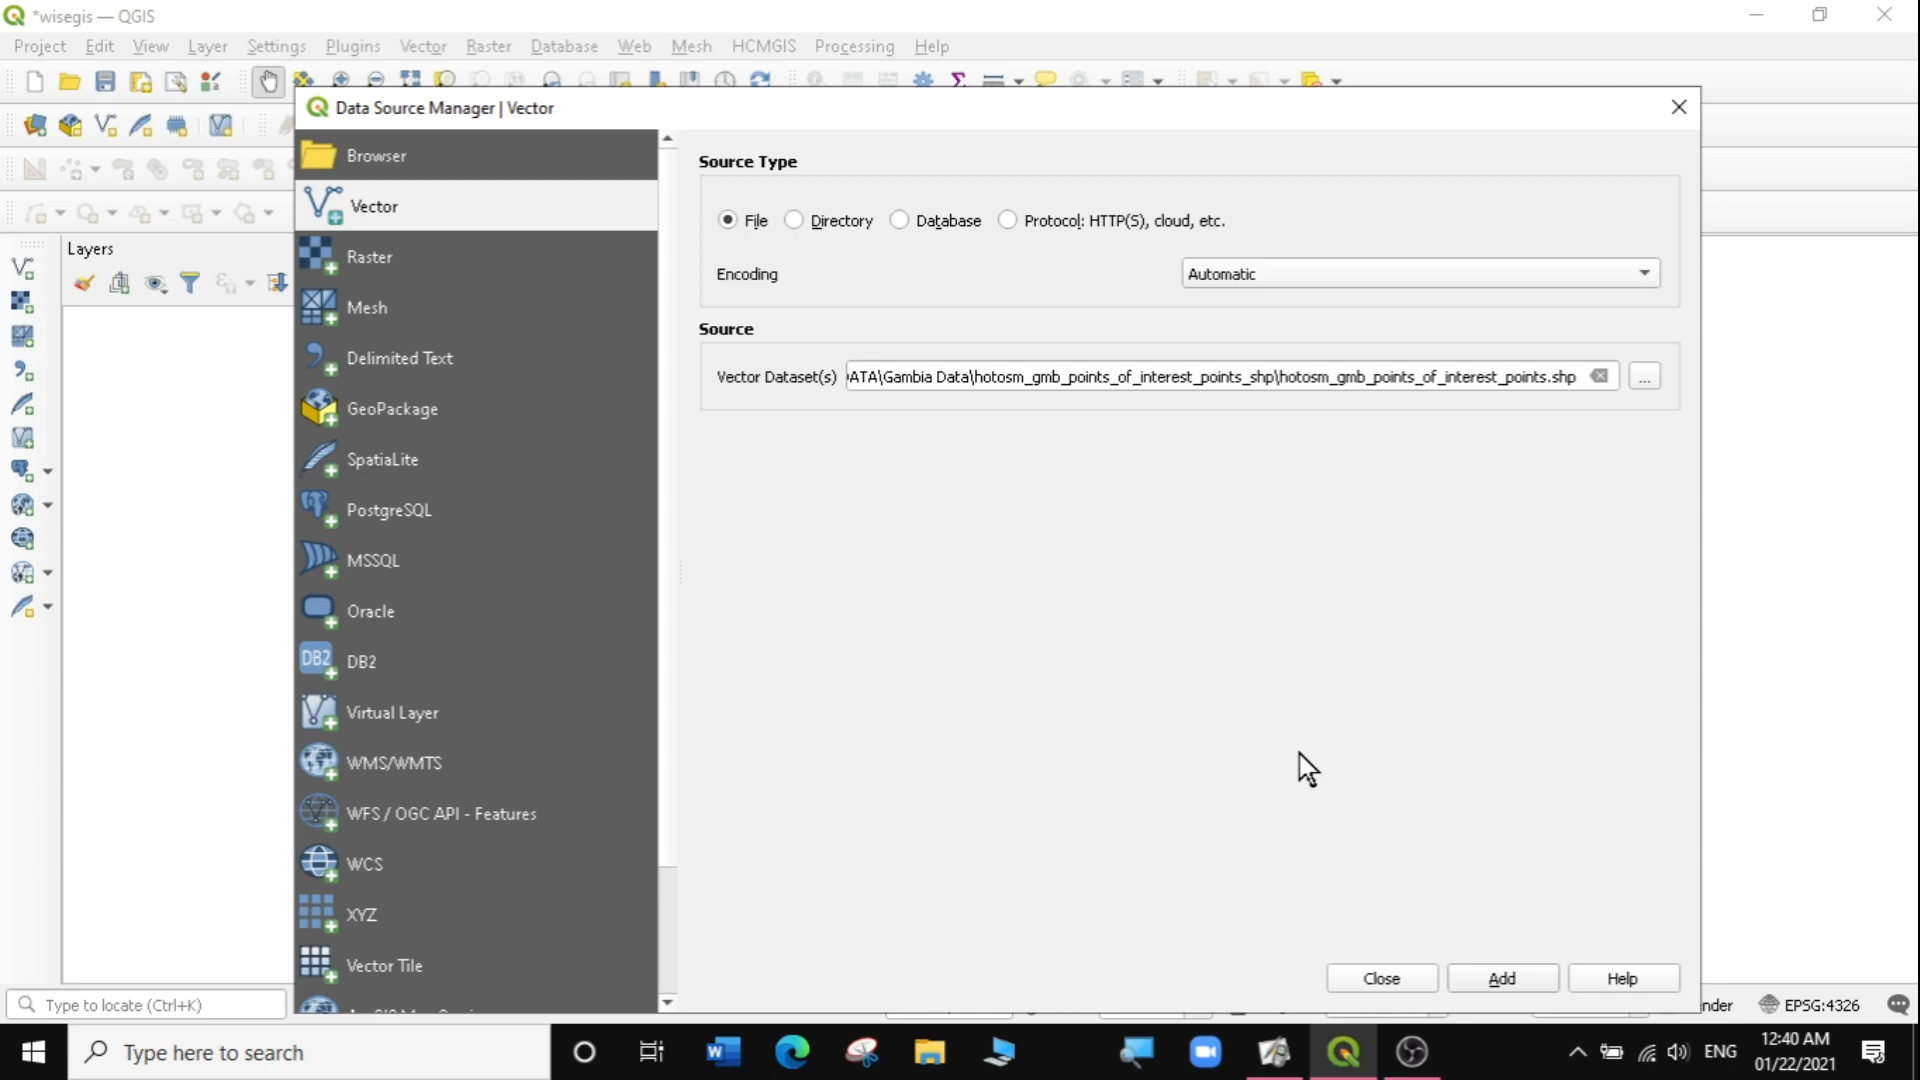 *wisegis — QGIS
Project Edit View Layer Settings Plugins Vector Raster Database Web Mesh HCMGIS Processing Help
Data Source Manager | Vector
Browser
Vector
Raster
Mesh
Delimited Text
GeoPackage
SpatiaLite
PostgreSQL
MSSQL
Oracle
DB2
DB2
Virtual Layer
WMS/WMTS
WFS / OGC API - Features
WCS
XYZ
Vector Tile
Layers
Source Type
File Directory Database Protocol: HTTP(S), cloud, etc.
Encoding Automatic
Source
Vector Dataset(s) ATA\Gambia Data\hotosm_gmb_points_of_interest_points_shp\hotosm_gmb_points_of_interest_points.shp ...
Close Add Help
Type to locate (Ctrl+K)
nder EPSG:4326
Type here to search
ENG
12:40 AM
01/22/2021